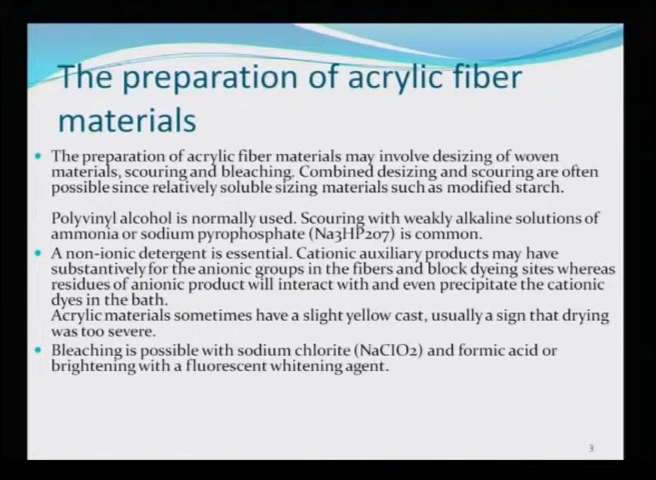 The preparation of acrylic fiber
materials
• The preparation of acrylic fiber materials may involve desizing of woven
materials, scouring and bleaching. Combined desizing and scouring are often
possible since relatively soluble sizing materials such as modified starch.
Polyvinyl alcohol is normally used. Scouring with weakly alkaline solutions of
ammonia or sodium pyrophosphate (Na3HP2O7) is common.
• A non-ionic detergent is essential. Cationic auxiliary products may have
substantively for the anionic groups in the fibers and block dyeing sites whereas
residues of anionic product will interact with and even precipitate the cationic
dyes in the bath.
Acrylic materials sometimes have a slight yellow cast, usually a sign that drying
was too severe.
• Bleaching is possible with sodium chlorite (NaClO2) and formic acid or
brightening with a fluorescent whitening agent.
3